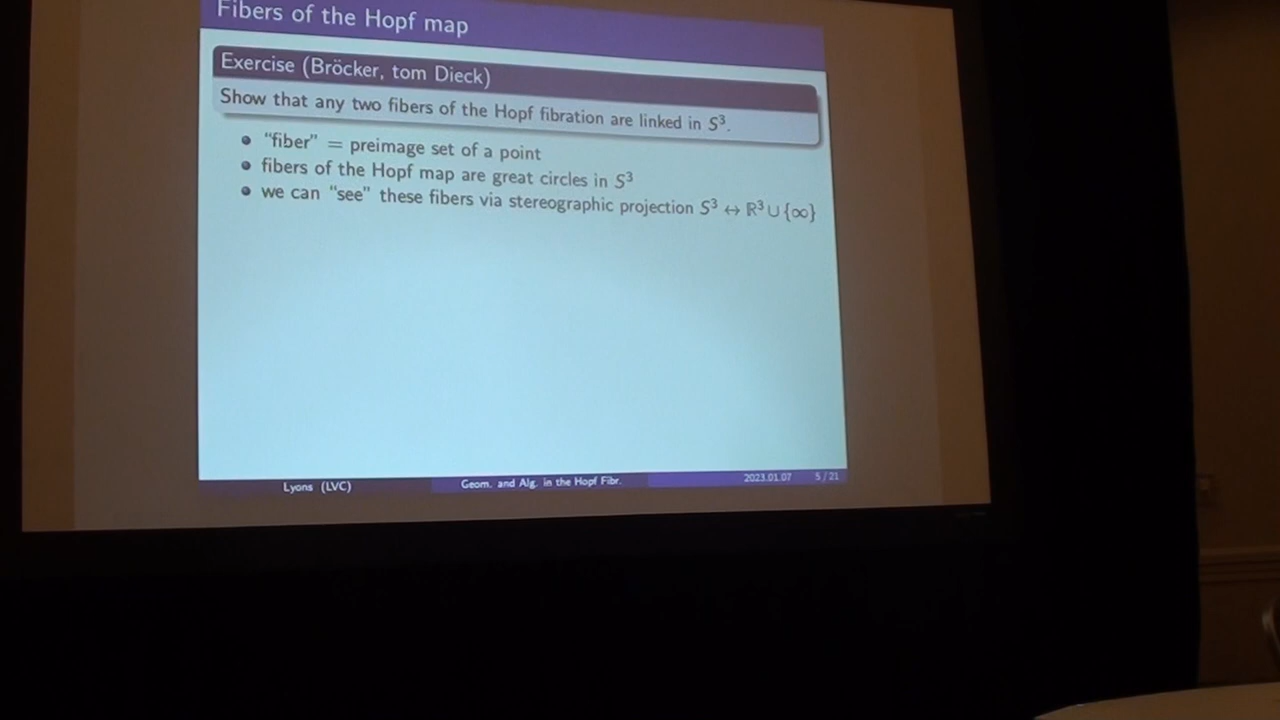 Fibers of the Hopf map
Exercise (Bröcker, tom Dieck)
Show that any two fibers of the Hopf fibration are linked in S³.
• “fiber” = preimage set of a point
• fibers of the Hopf map are great circles in S³
• we can “see” these fibers via stereographic projection S³ ↔ ℝ³ ∪ {∞}
Lyons (LVC) Geom. and Alg. in the Hopf Fibr. 2023.01.07 5 / 21